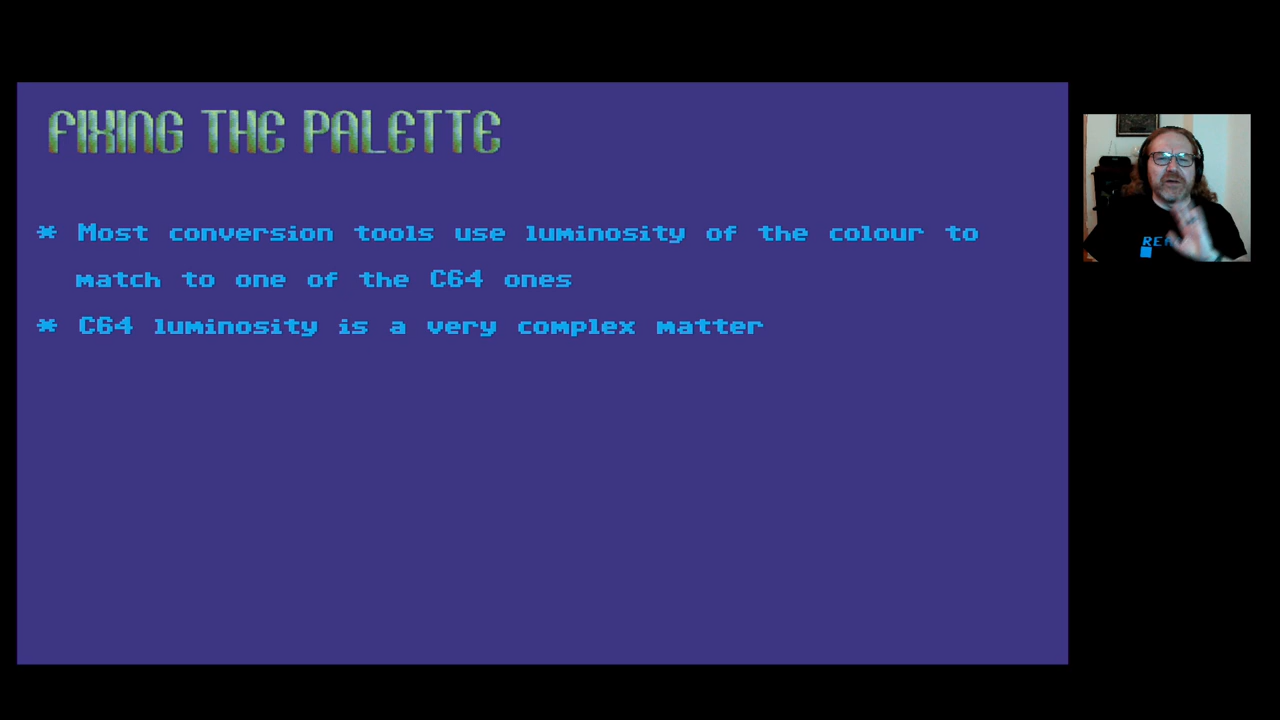 FIXING THE PALETTE
* Most conversion tools use luminosity of the colour to
match to one of the C64 ones
* C64 luminosity is a very complex matter